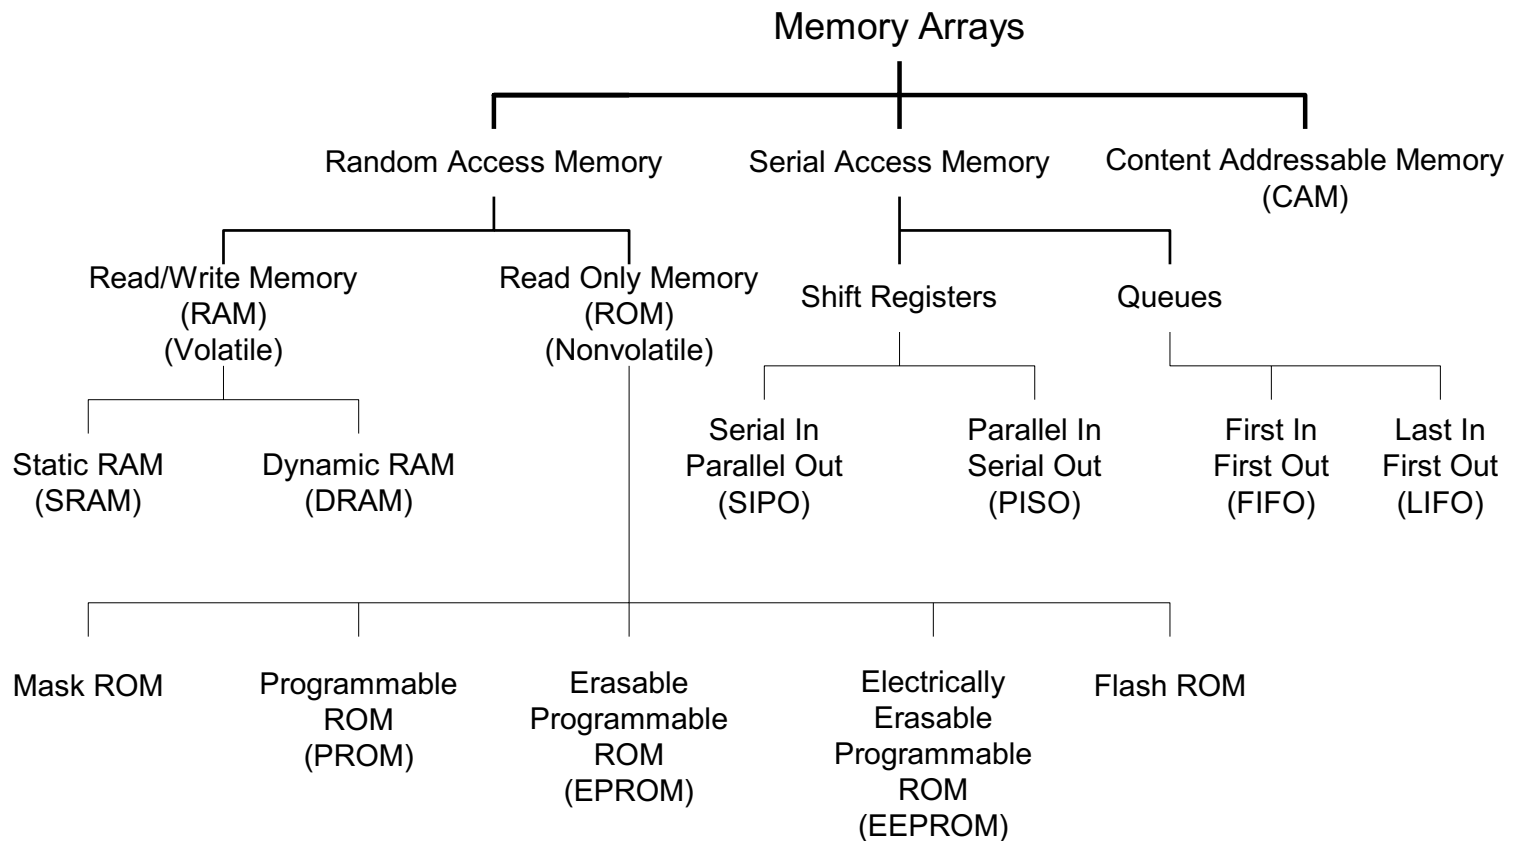 Memory Arrays
Random Access Memory
Serial Access Memory
Content Addressable Memory
(CAM)
Read/Write Memory
(RAM)
(Volatile)
Read Only Memory
(ROM)
(Nonvolatile)
Shift Registers
Queues
Static RAM
(SRAM)
Dynamic RAM
(DRAM)
Serial In
Parallel Out
(SIPO)
Parallel In
Serial Out
(PISO)
First In
First Out
(FIFO)
Last In
First Out
(LIFO)
Mask ROM
Programmable
ROM
(PROM)
Erasable
Programmable
ROM
(EPROM)
Electrically
Erasable
Programmable
ROM
(EEPROM)
Flash ROM